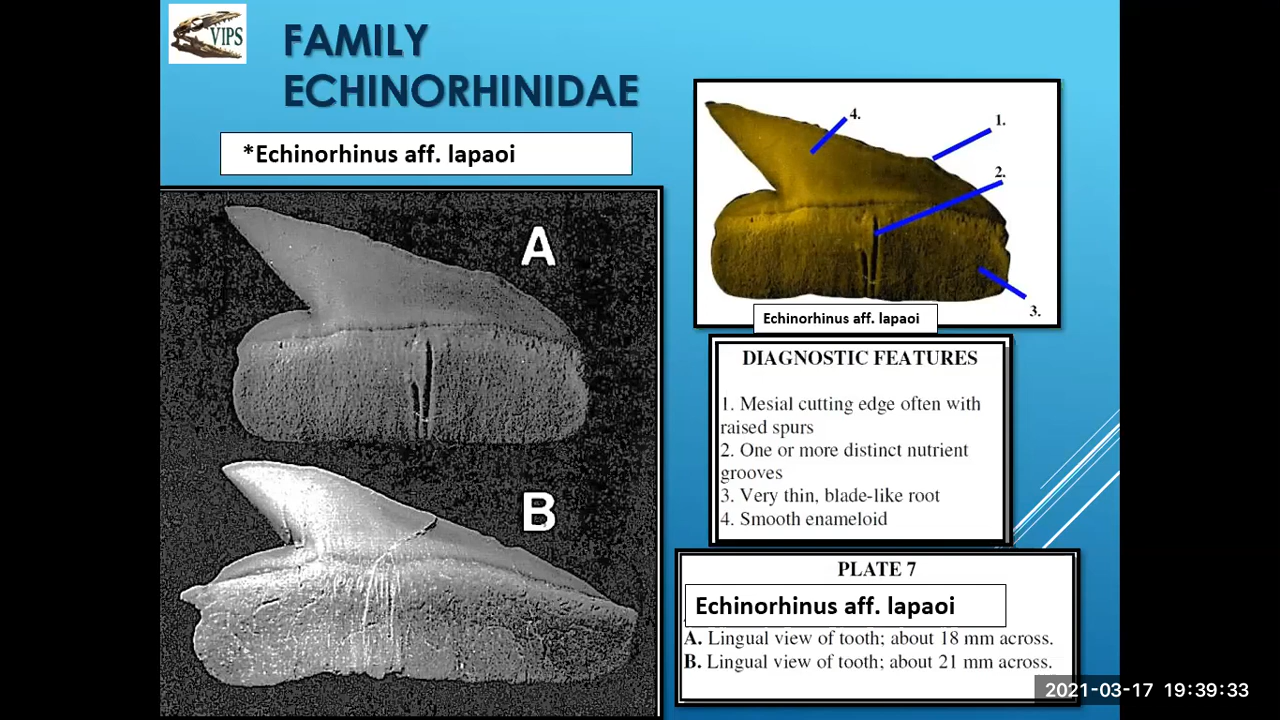 VIPS
FAMILY
ECHINORHINIDAE
*Echinorhinus aff. lapaoi
A
B
4.
1.
2.
3.
Echinorhinus aff. lapaoi
DIAGNOSTIC FEATURES
1. Mesial cutting edge often with
raised spurs
2. One or more distinct nutrient
grooves
3. Very thin, blade-like root
4. Smooth enameloid
PLATE 7
Echinorhinus aff. lapaoi
A. Lingual view of tooth; about 18 mm across.
B. Lingual view of tooth; about 21 mm across.
2021-03-17 19:39:33